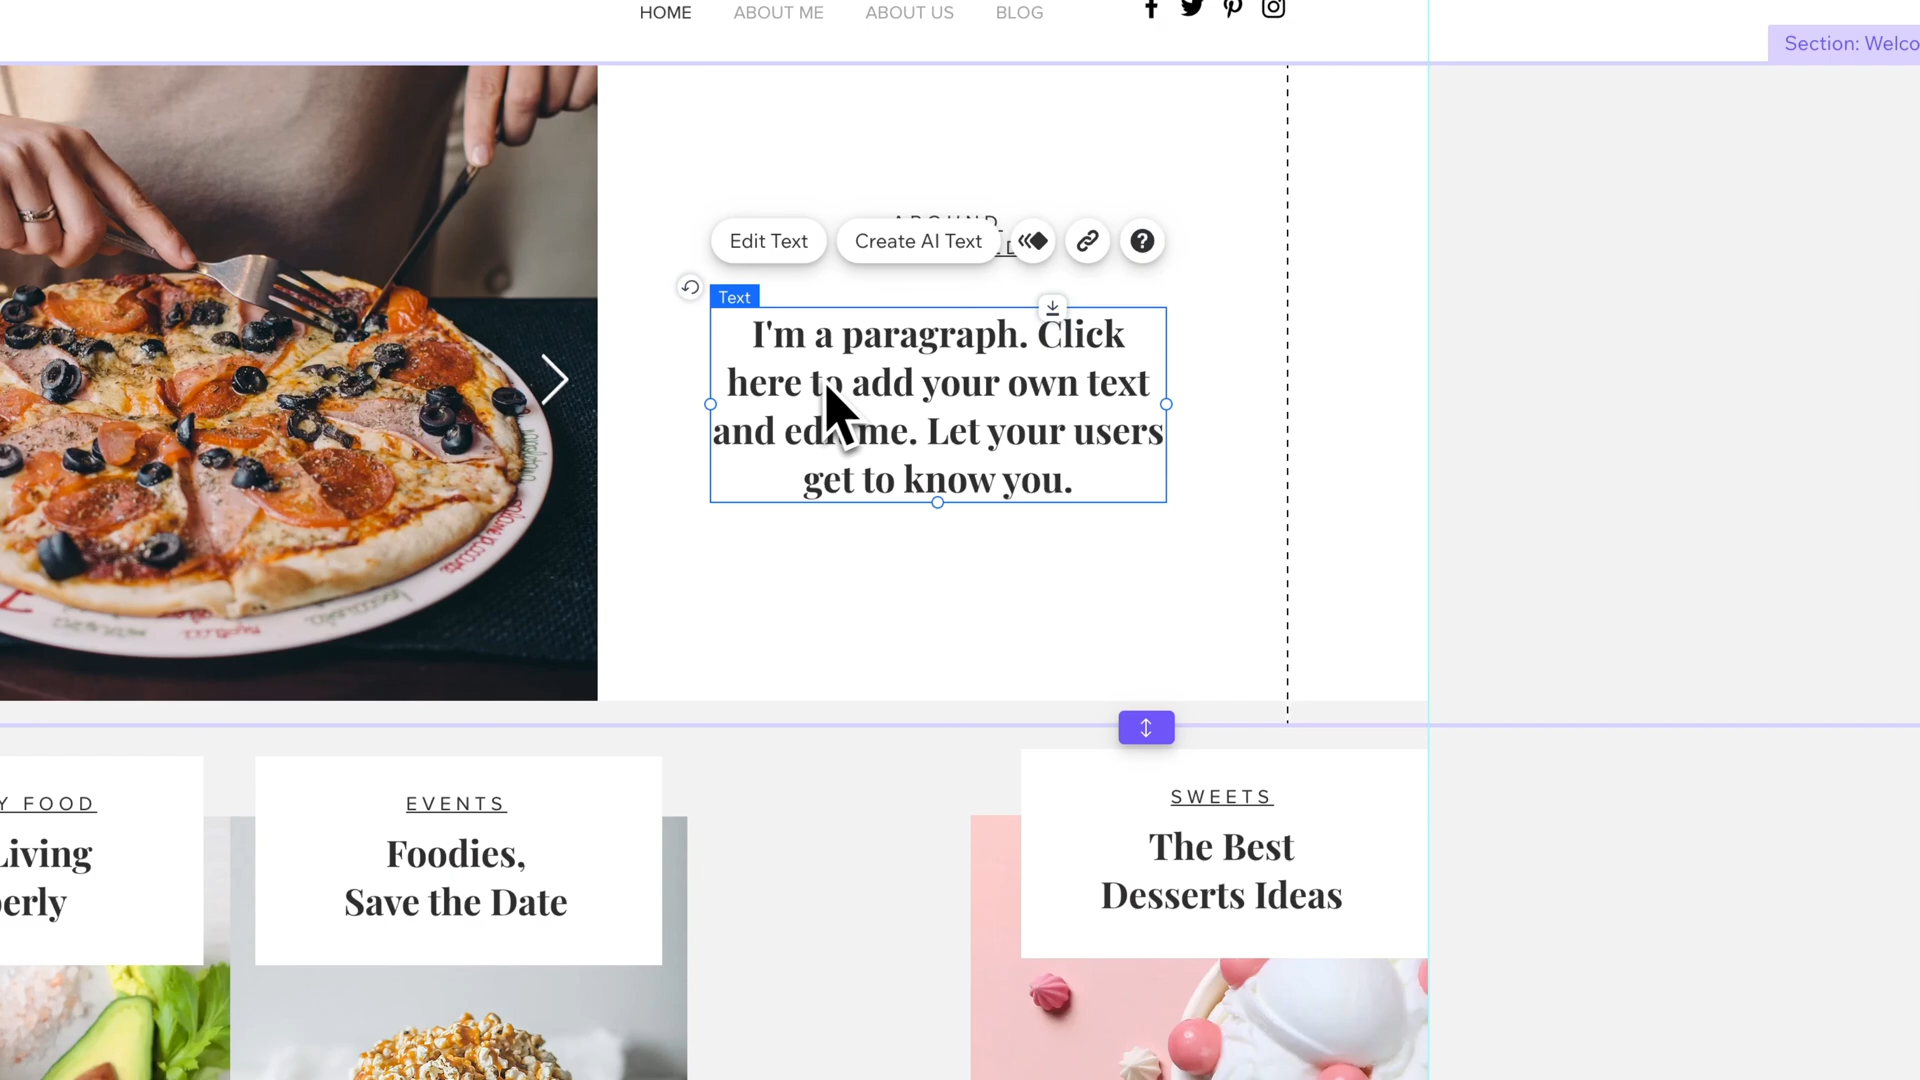 HOME ABOUT ME ABOUT US BLOG
Section: Welco
AROUND
Edit Text Create AI Text
Text
I'm a paragraph. Click
here to add your own text
and edit me. Let your users
get to know you.
Y FOOD
Living
perly
EVENTS
Foodies,
Save the Date
SWEETS
The Best
Desserts Ideas